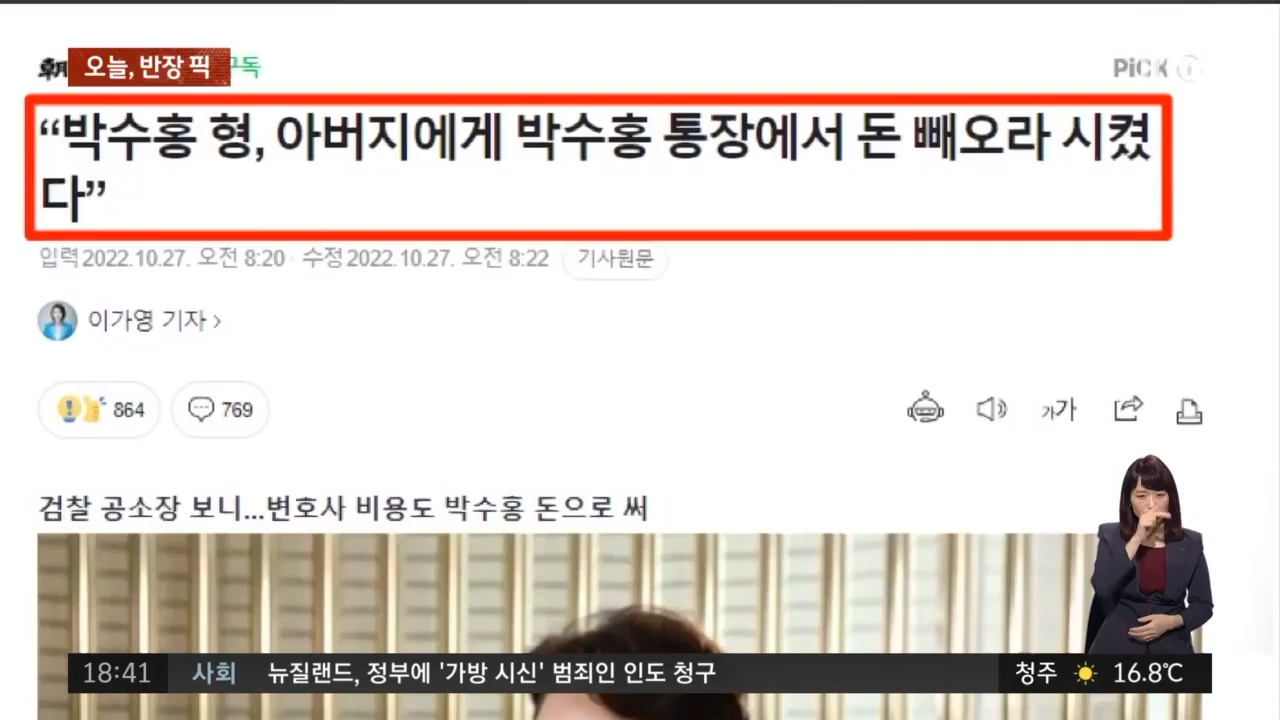 오늘, 반장 픽
구독
PiCK
“박수홍 형, 아버지에게 박수홍 통장에서 돈 빼오라 시켰
다”
입력 2022.10.27. 오전 8:20 수정 2022.10.27. 오전 8:22 기사원문
이가영 기자 >
864 769
가가
검찰 공소장 보니...변호사 비용도 박수홍 돈으로 써
18:41 사회 뉴질랜드, 정부에 '가방 시신' 범죄인 인도 청구 청주 16.8℃